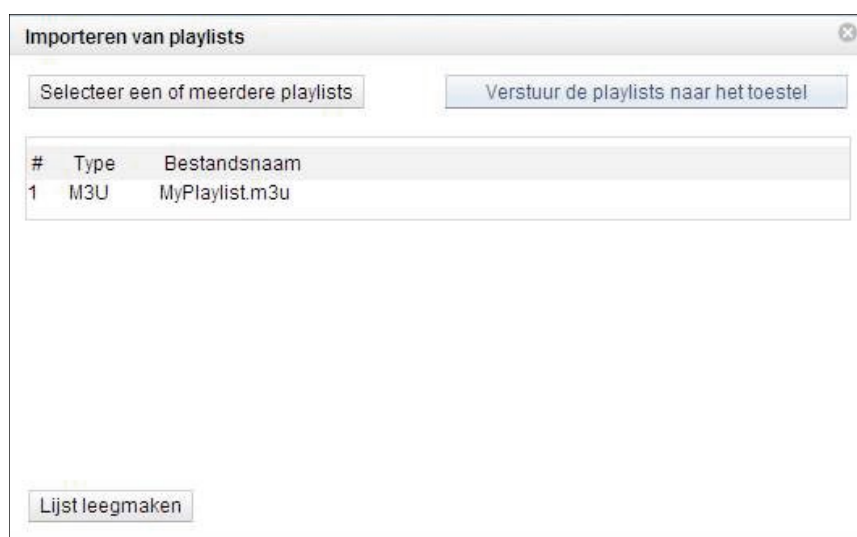 Importeren van playlists
Selecteer een of meerdere playlists Verstuur de playlists naar het toestel
# Type Bestandsnaam
1 M3U MyPlaylist.m3u
Lijst leegmaken